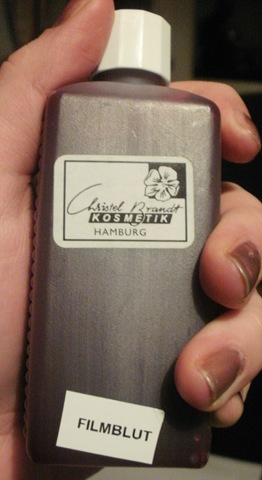 Christel Brandt
KOSMETIK
HAMBURG
FILMBLUT